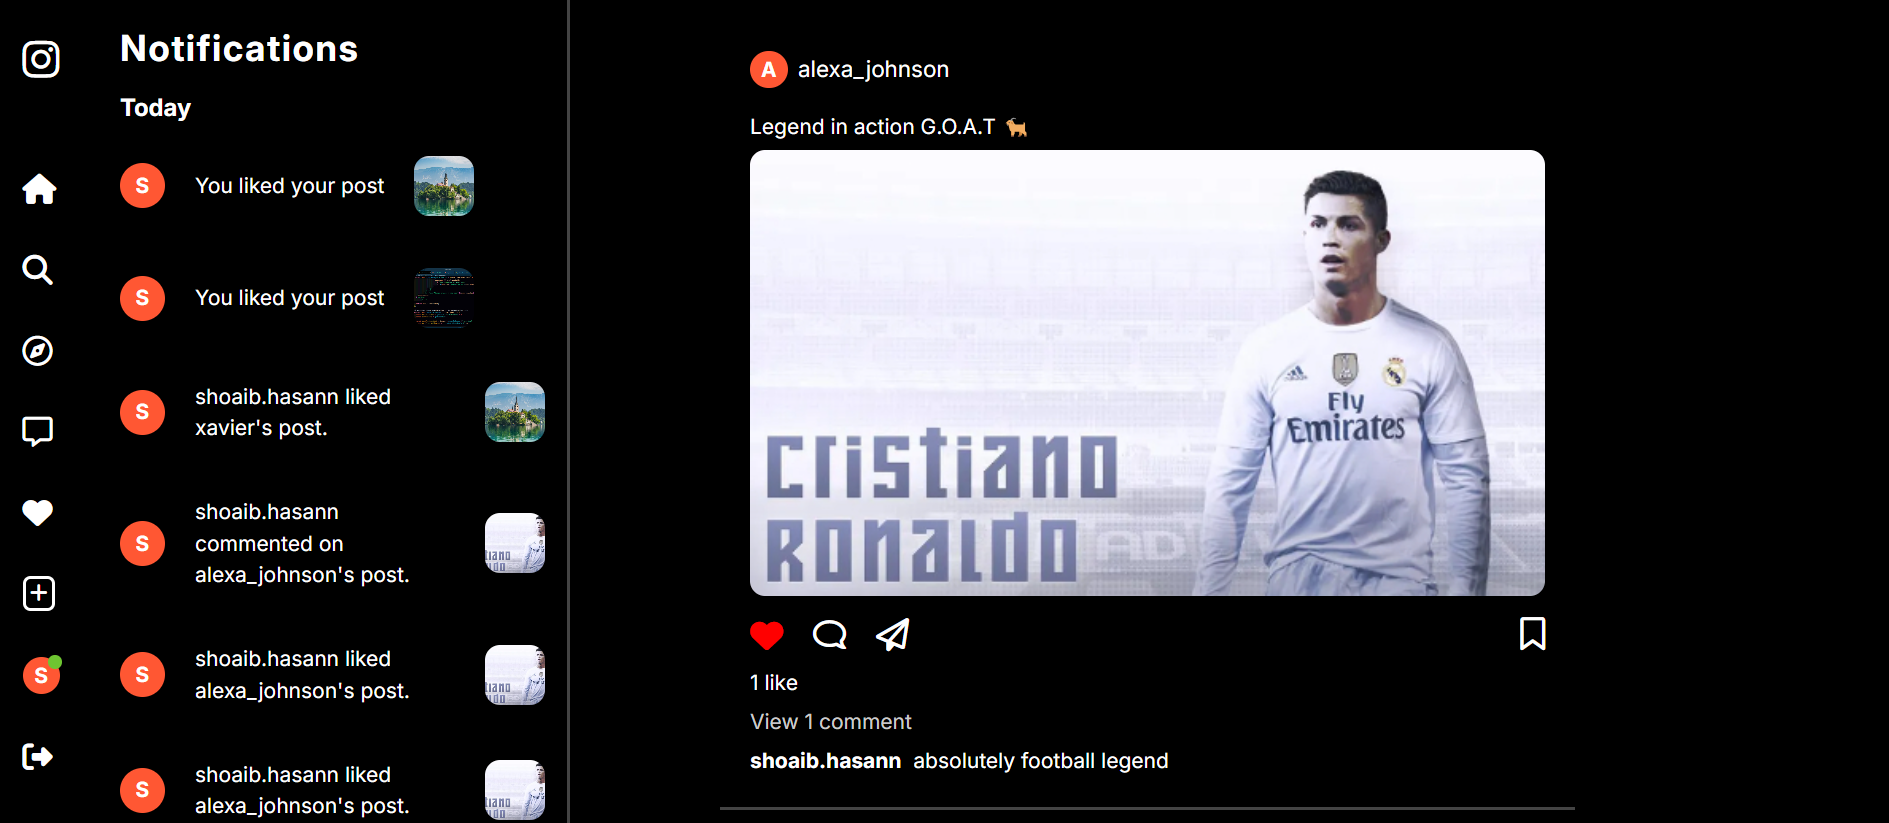 Notifications
Today
S
You liked your post
S
You liked your post
S
shoaib.hasann liked
xavier's post.
S
shoaib.hasann
commented on
alexa_johnson's post.
S
shoaib.hasann liked
alexa_johnson's post.
S
shoaib.hasann liked
alexa_johnson's post.
S
A
alexa_johnson
Legend in action G.O.A.T 🐐
Fly
Emirates
cristiano
ronaldo
1 like
View 1 comment
shoaib.hasann absolutely football legend